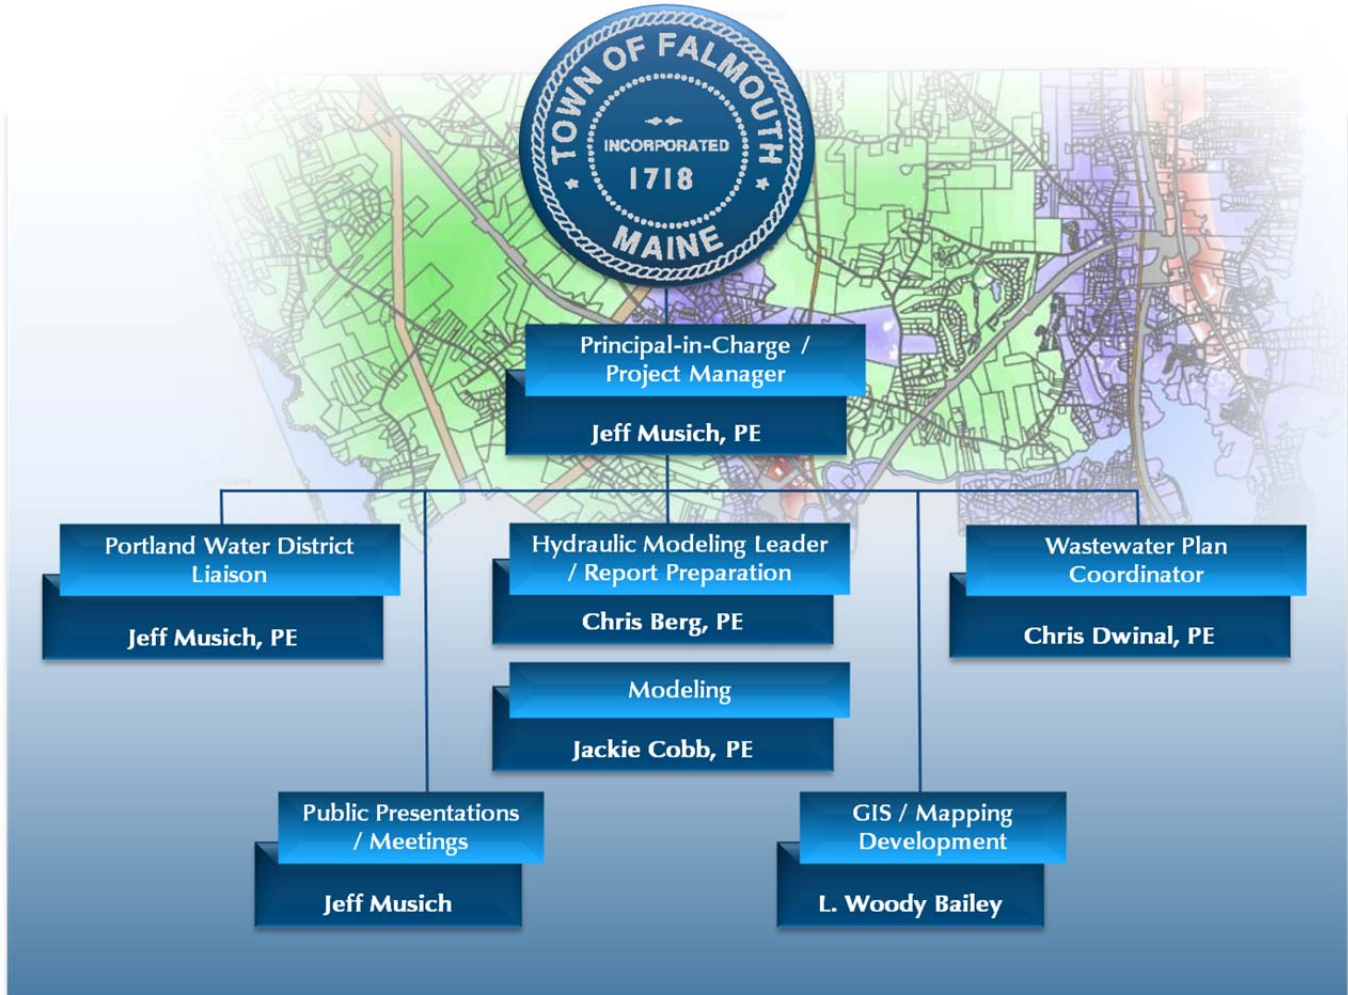 TOWN OF FALMOUTH
INCORPORATED
1718
MAINE
Principal-in-Charge /
Project Manager
Jeff Musich, PE
Portland Water District
Liaison
Jeff Musich, PE
Hydraulic Modeling Leader
/ Report Preparation
Chris Berg, PE
Wastewater Plan
Coordinator
Chris Dwinal, PE
Modeling
Jackie Cobb, PE
Public Presentations
/ Meetings
Jeff Musich
GIS / Mapping
Development
L. Woody Bailey